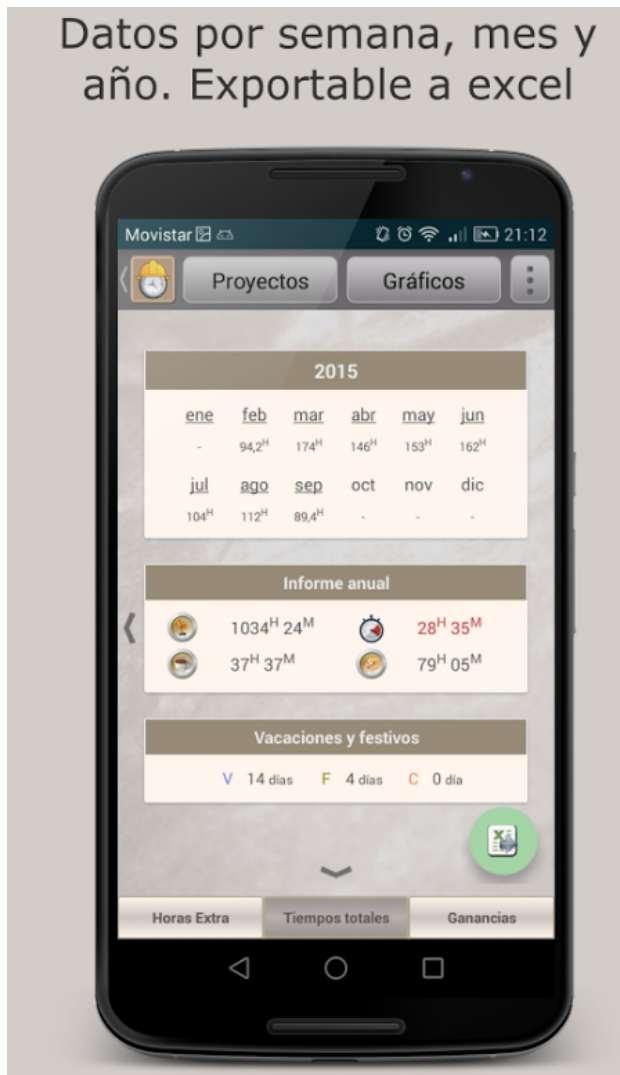 Datos por semana, mes y
año. Exportable a excel
Movistar 21:12
Proyectos Gráficos
2015
ene feb mar abr may jun
- 94,2H 174H 146H 153H 162H
jul ago sep oct nov dic
104H 112H 89,4H - - -
Informe anual
1034H 24M 28H 35M
37H 37M 79H 05M
Vacaciones y festivos
V 14 días F 4 días C 0 día
Horas Extra Tiempos totales Ganancias